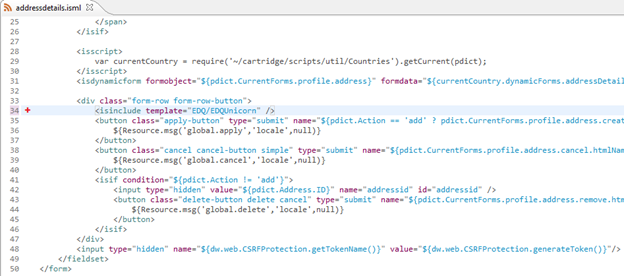 addressdetails.isml
25 </span>
26 </isif>
27
28 <isscript>
29 var currentCountry = require('~/cartridge/scripts/util/Countries').getCurrent(pdict);
30 </isscript>
31 <isdynamicform formobject="${pdict.CurrentForms.profile.address}" formdata="${currentCountry.dynamicForms.addressDetai
32
33 <div class="form-row form-row-button">
34 <isinclude template="EDQ/EDQUnicorn" />
35 <button class="apply-button" type="submit" name="${pdict.Action == 'add' ? pdict.CurrentForms.profile.address.creat
36 ${Resource.msg('global.apply','locale',null)}
37 </button>
38 <button class="cancel cancel-button simple" type="submit" name="${pdict.CurrentForms.profile.address.cancel.htmlNam
39 ${Resource.msg('global.cancel','locale',null)}
40 </button>
41 <isif condition="${pdict.Action != 'add'}">
42 <input type="hidden" value="${pdict.Address.ID}" name="addressid" id="addressid" />
43 <button class="delete-button delete cancel" type="submit" name="${pdict.CurrentForms.profile.address.remove.htm
44 ${Resource.msg('global.delete','locale',null)}
45 </button>
46 </isif>
47 </div>
48 <input type="hidden" name="${dw.web.CSRFProtection.getTokenName()}" value="${dw.web.CSRFProtection.generateToken()}"/>
49 </fieldset>
50 </form>